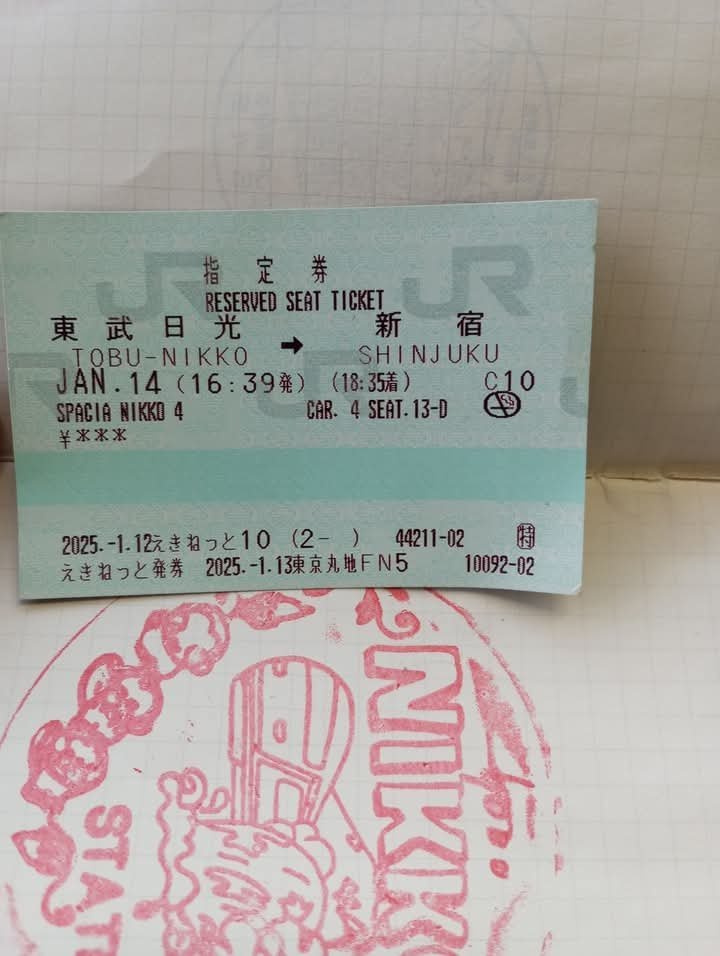 指定券
RESERVED SEAT TICKET
東武日光 → 新宿
TOBU-NIKKO SHINJUKU
JAN.14 (16:39発) (18:35着) C10
SPACIA NIKKO 4 CAR. 4 SEAT.13-D
¥***
2025.-1.12えきねっと10 (2- ) 44211-02 特
えきねっと発券 2025.-1.13東京丸地FN5 10092-02
JR JR
NIKKO
STAT